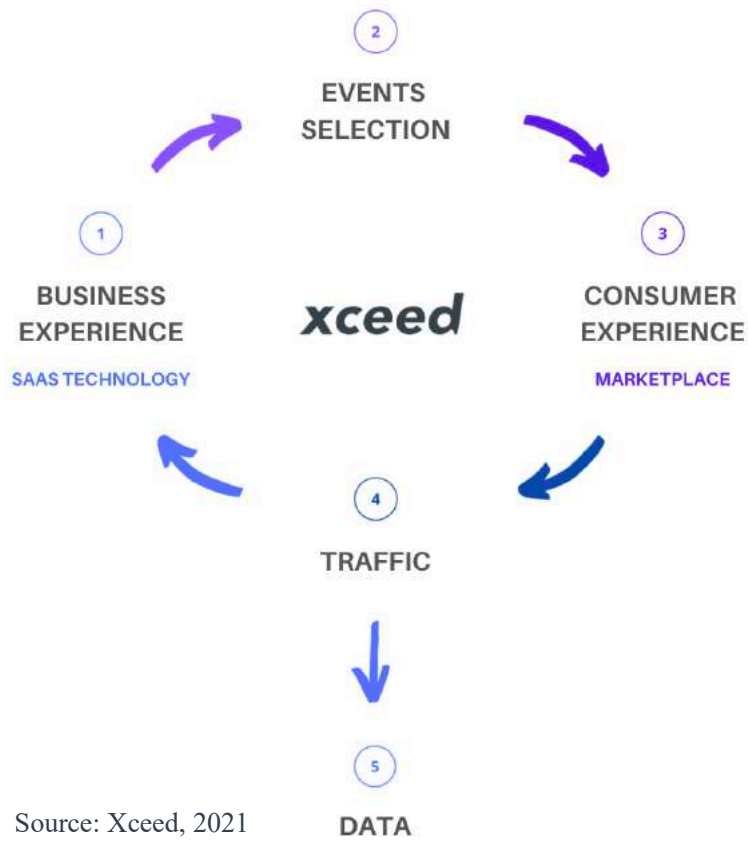 2
EVENTS
SELECTION
1
BUSINESS
EXPERIENCE
SAAS TECHNOLOGY
xceed
3
CONSUMER
EXPERIENCE
MARKETPLACE
4
TRAFFIC
5
DATA
Source: Xceed, 2021